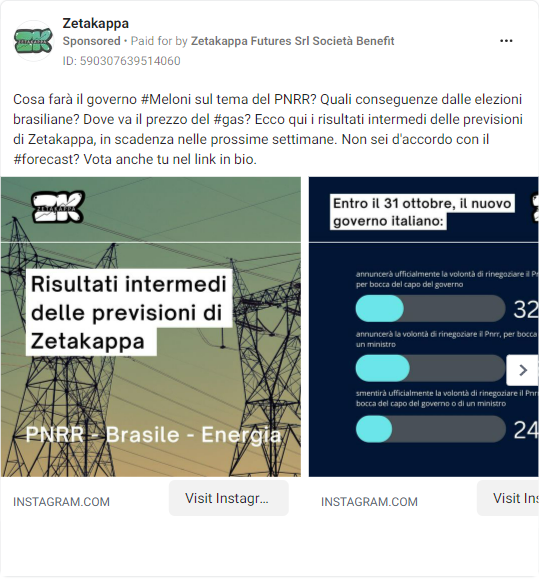 Zetakappa
Sponsored • Paid for by Zetakappa Futures Srl Società Benefit
ID: 590307639514060
Cosa farà il governo #Meloni sul tema del PNRR? Quali conseguenze dalle elezioni
brasiliane? Dove va il prezzo del #gas? Ecco qui i risultati intermedi delle previsioni
di Zetakappa, in scadenza nelle prossime settimane. Non sei d'accordo con il
#forecast? Vota anche tu nel link in bio.
ZK
ZETAKAPPA
Risultati intermedi
delle previsioni di
Zetakappa
PNRR - Brasile - Energia
INSTAGRAM.COM
Visit Instagr...
ZK
ZETAKAPPA
Entro il 31 ottobre, il nuovo
governo italiano:
annuncerà ufficialmente la volontà di rinegoziare il
per bocca del capo del governo
32
annuncerà la volontà di rinegoziare il Pnrr, per bocca
un ministro
smentirà ufficialmente la volontà di rinegoziare il
bocca del capo del governo o di un ministro
24
INSTAGRAM.COM
Visit